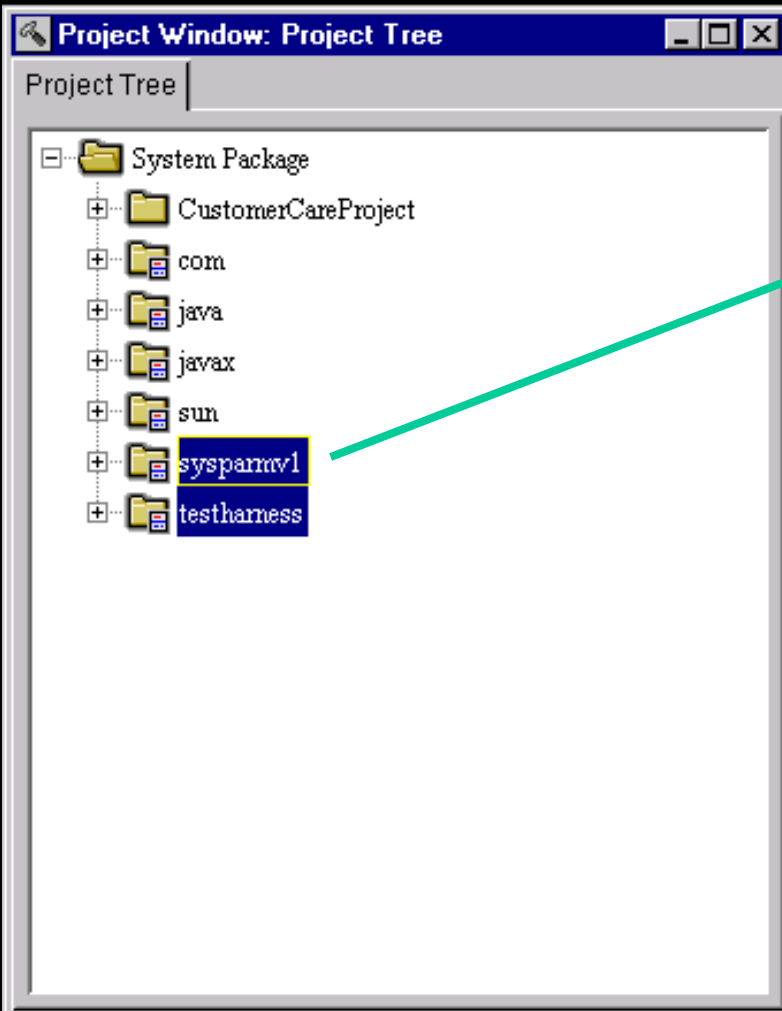 Project Window: Project Tree
Project Tree
System Package
CustomerCareProject
com
java
javax
sun
sysparmv1
testharness